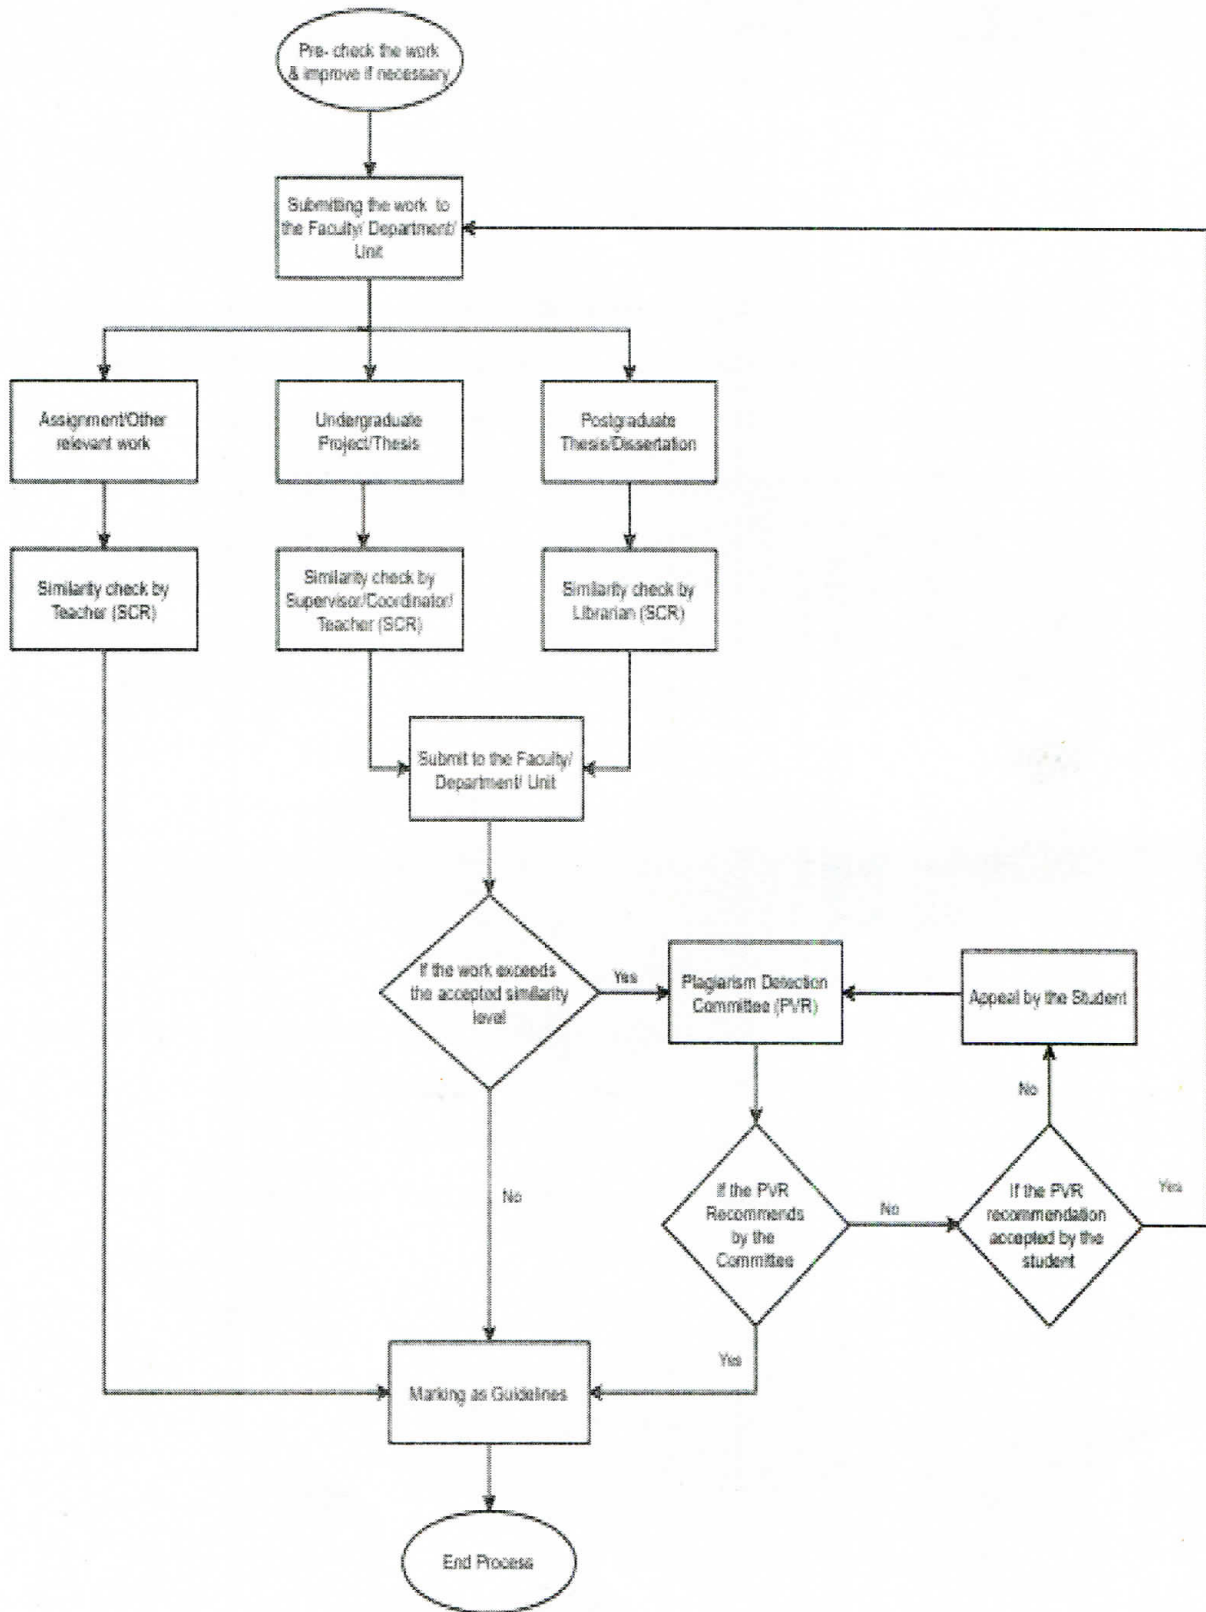 Pre- check the work
& improve if necessary
Submitting the work to
the Faculty/ Department/
Unit
Assignment/Other
relevant work
Undergraduate
Project/Thesis
Postgraduate
Thesis/Dissertation
Similarity check by
Teacher (SCR)
Similarity check by
Supervisor/Coordinator/
Teacher (SCR)
Similarity check by
Librarian (SCR)
Submit to the Faculty/
Department/ Unit
If the work exceeds
the accepted similarity
level
Yes
Plagiarism Detection
Committee (PVR)
Appeal by the Student
No
No
If the PVR
Recommends
by the
Committee
No
If the PVR
recommendation
accepted by the
student
Yes
Yes
Marking as Guidelines
End Process